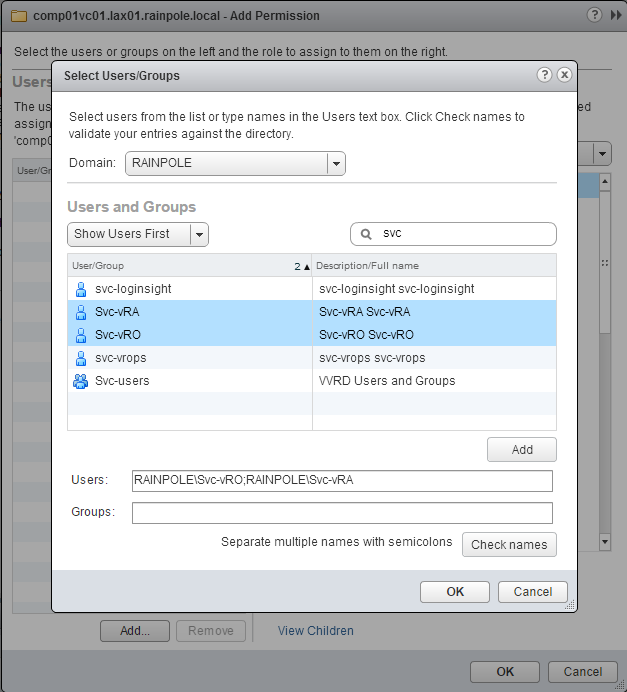 comp01vc01.lax01.rainpole.local - Add Permission
Select the users or groups on the left and the role to assign to them on the right.
Users
The us
ed
assign
'comp0
User/Gr
Select Users/Groups
Select users from the list or type names in the Users text box. Click Check names to
validate your entries against the directory.
Domain: RAINPOLE
Users and Groups
Show Users First svc
User/Group 2 Description/Full name
svc-loginsight svc-loginsight svc-loginsight
Svc-vRA Svc-vRA Svc-vRA
Svc-vRO Svc-vRO Svc-vRO
svc-vrops svc-vrops svc-vrops
Svc-users VVRD Users and Groups
Add
Users: RAINPOLE\Svc-vRO;RAINPOLE\Svc-vRA
Groups:
Separate multiple names with semicolons Check names
OK Cancel
Add... Remove View Children
OK Cancel